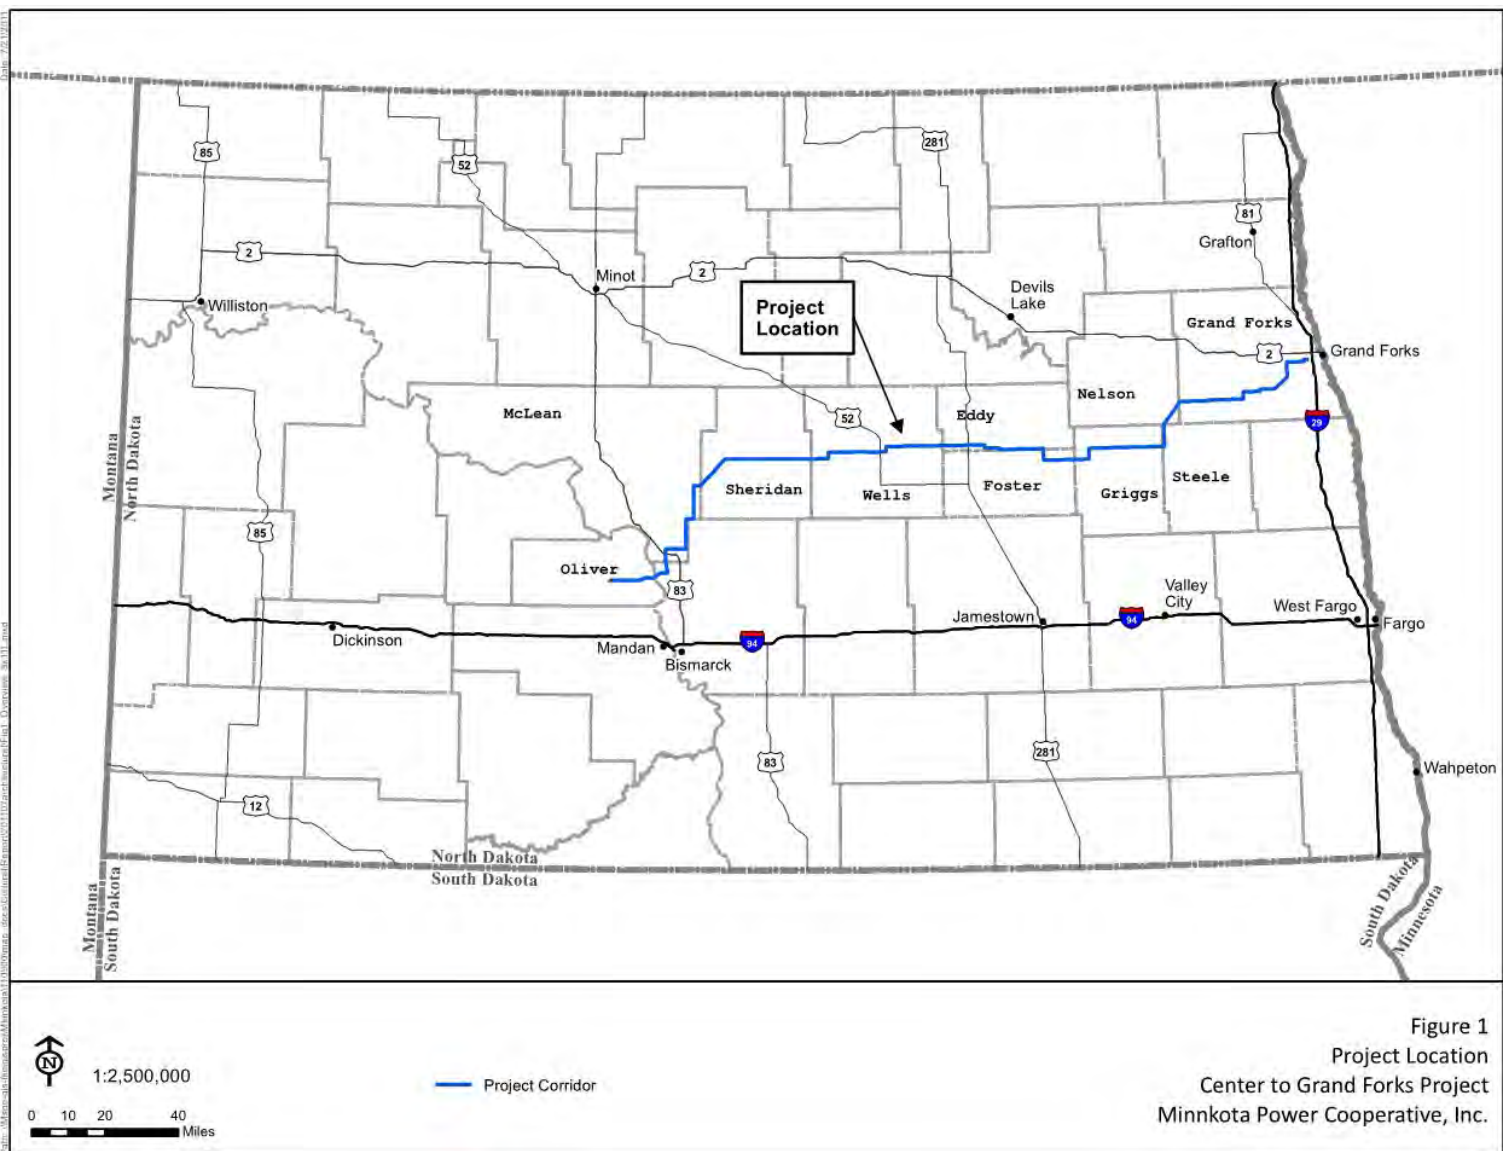 85
52
281
81
Grafton
2
Minot
2
Devils
Lake
Williston
Project
Location
Grand Forks
2
Grand Forks
Nelson
McLean
52
Eddy
29
Montana
North Dakota
Sheridan
Wells
Foster
Griggs
Steele
85
Oliver
83
Valley
City
Jamestown
94
West Fargo
Fargo
Dickinson
Mandan
94
Bismarck
281
83
Wahpeton
12
North Dakota
South Dakota
Montana
South Dakota
South Dakota
Minnesota
N
1:2,500,000
0 10 20 40
Miles
Project Corridor
Figure 1
Project Location
Center to Grand Forks Project
Minnkota Power Cooperative, Inc.